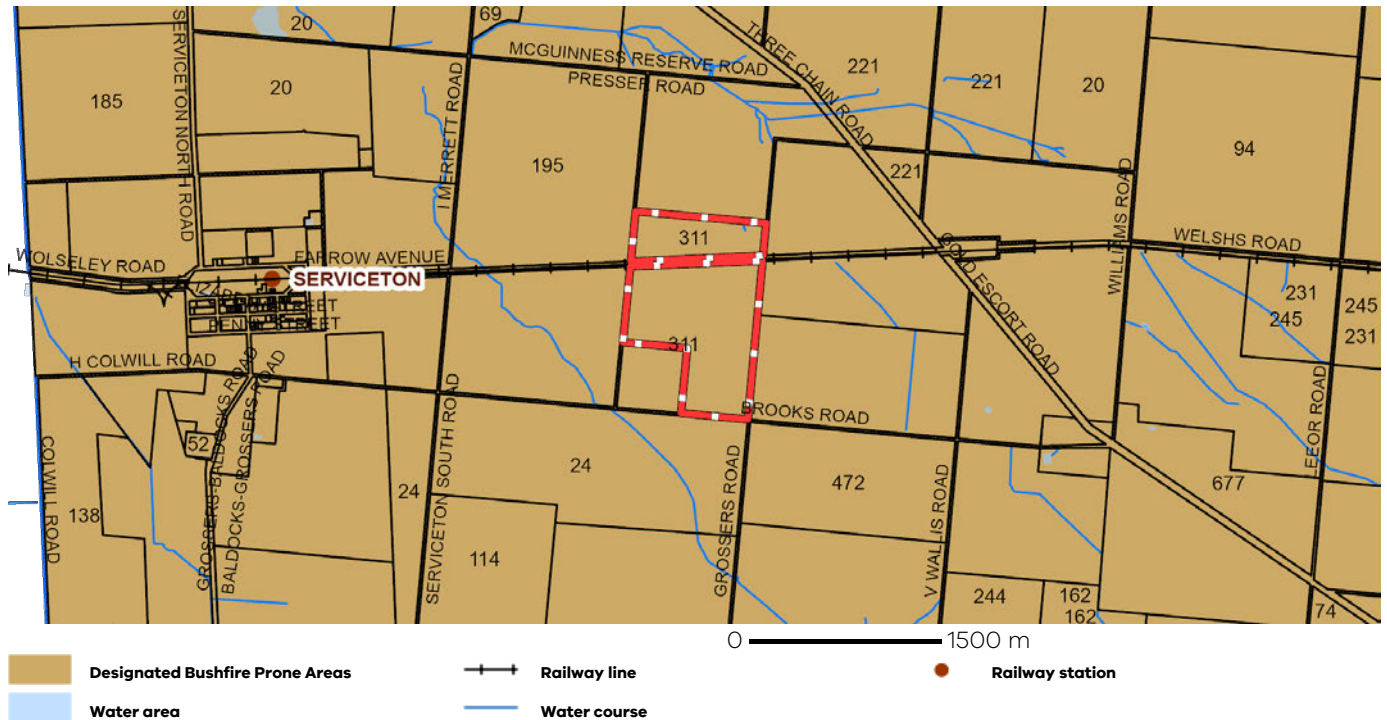 69
20
MCGUINNESS RESERVE ROAD
PRESSER ROAD
THREE CHAIN ROAD
221
221
20
185
20
SERVICETON NORTH ROAD
I MERRETT ROAD
195
94
221
WILLIAMS ROAD
311
WELSHS ROAD
WOLSELEY ROAD
FARROW AVENUE
SERVICETON
GOLD ESCORT ROAD
231
245
245
231
STREET
STREET
311
H COLWILL ROAD
BROOKS ROAD
LEEOR ROAD
COLWILL ROAD
52
GROSSERS-BALDOCKS ROAD
BALDOCKS-GROSSERS ROAD
24
SERVICETON SOUTH ROAD
24
GROSSERS ROAD
472
V WALLIS ROAD
677
138
114
244
162
162
74
0 1500 m
Designated Bushfire Prone Areas
Railway line
Railway station
Water area
Water course